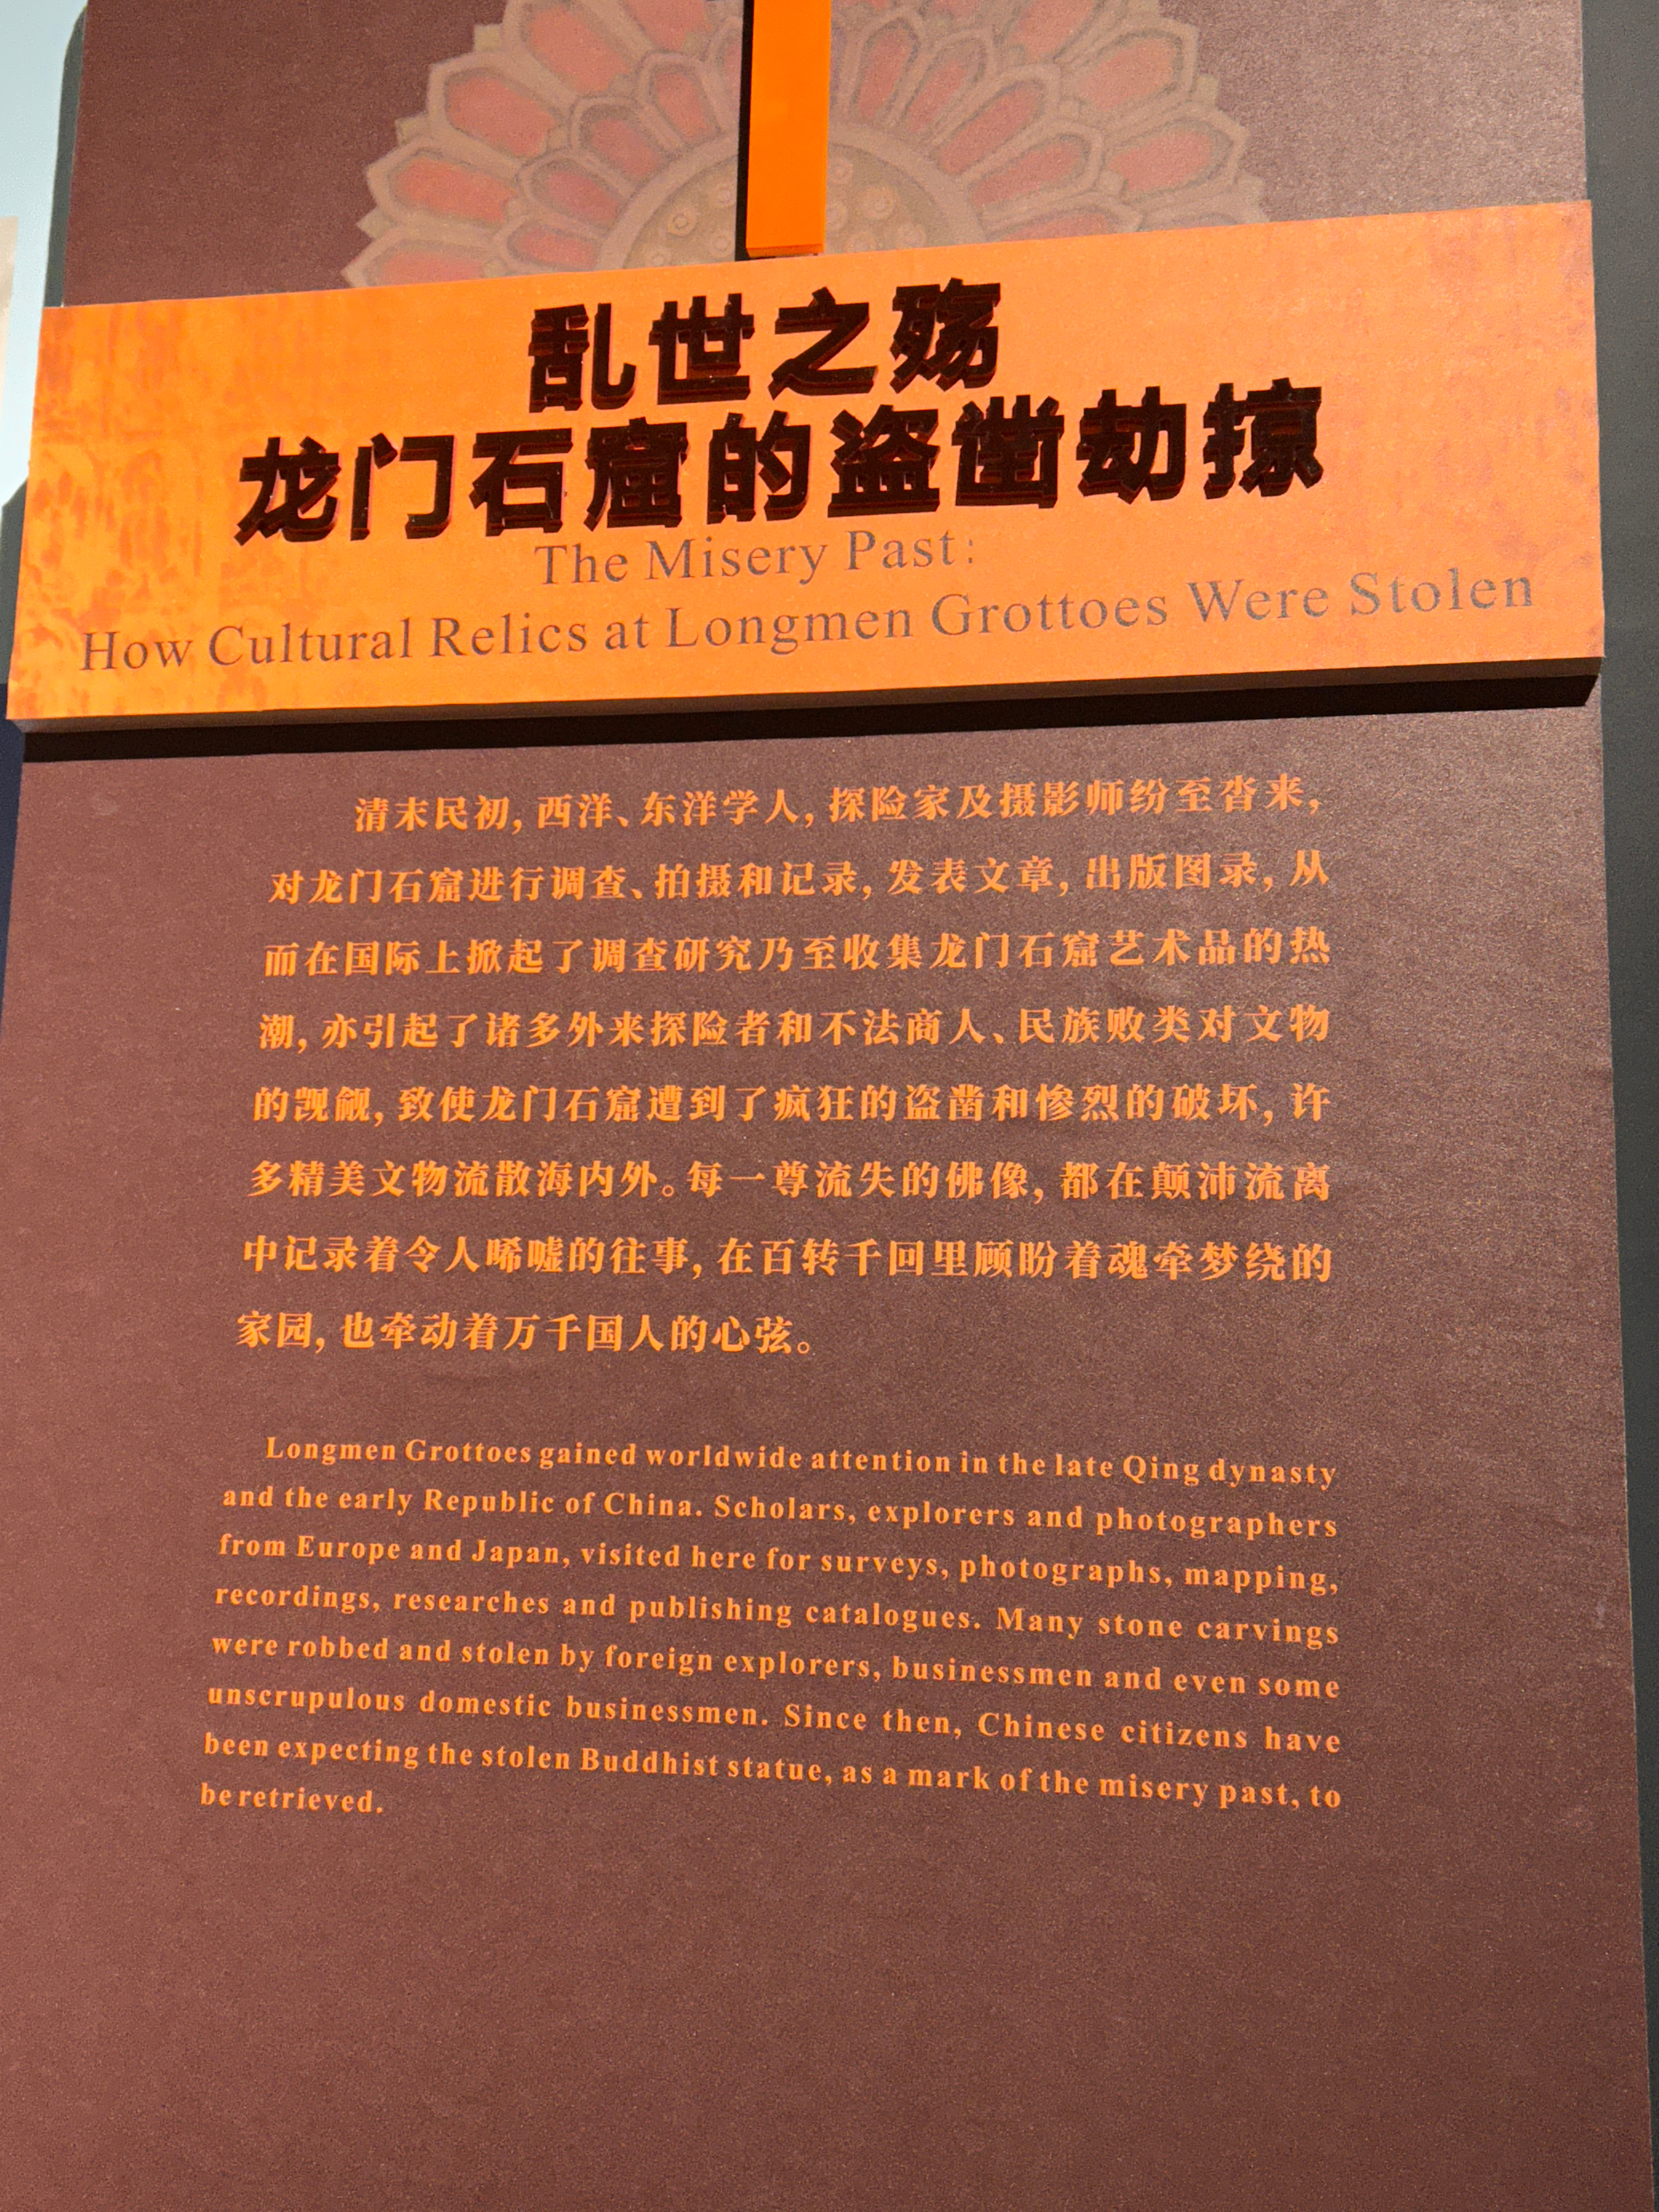 乱世之殇
龙门石窟的盗凿劫掠
The Misery Past:
How Cultural Relics at Longmen Grottoes Were Stolen
清末民初,西洋、东洋学人,探险家及摄影师纷至沓来,
对龙门石窟进行调查、拍摄和记录,发表文章,出版图录,从
而在国际上掀起了调查研究乃至收集龙门石窟艺术品的热
潮,亦引起了诸多外来探险者和不法商人、民族败类对文物
的觊觎,致使龙门石窟遭到了疯狂的盗凿和惨烈的破坏,许
多精美文物流散海内外。每一尊流失的佛像,都在颠沛流离
中记录着令人唏嘘的往事,在百转千回里顾盼着魂牵梦绕的
家园,也牵动着万千国人的心弦。
Longmen Grottoes gained worldwide attention in the late Qing dynasty
and the early Republic of China. Scholars, explorers and photographers
from Europe and Japan, visited here for surveys, photographs, mapping,
recordings, researches and publishing catalogues. Many stone carvings
were robbed and stolen by foreign explorers, businessmen and even some
unscrupulous domestic businessmen. Since then, Chinese citizens have
been expecting the stolen Buddhist statue, as a mark of the misery past, to
be retrieved.